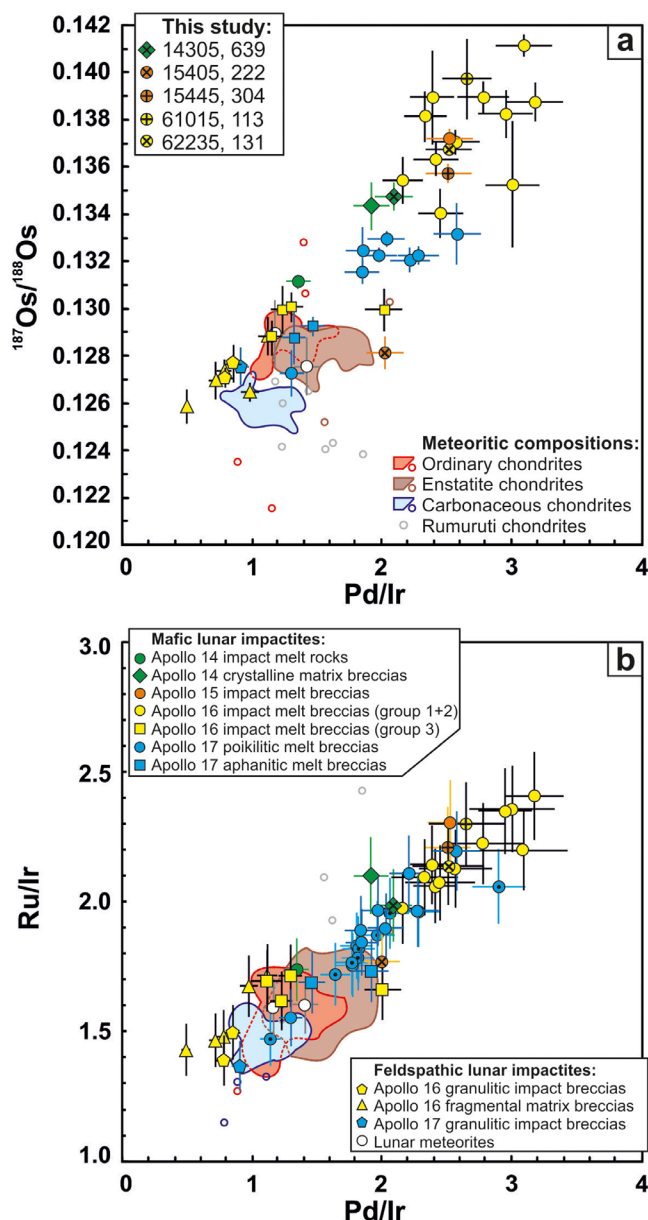 a
This study:
14305, 639
15405, 222
15445, 304
61015, 113
62235, 131
0.142
0.140
0.138
0.136
0.134
0.132
0.130
0.128
0.126
0.124
0.122
0.120
187Os/188Os
Meteoritic compositions:
Ordinary chondrites
Enstatite chondrites
Carbonaceous chondrites
Rumuruti chondrites
0 1 2 3 4
Pd/Ir
b
Mafic lunar impactites:
Apollo 14 impact melt rocks
Apollo 14 crystalline matrix breccias
Apollo 15 impact melt breccias
Apollo 16 impact melt breccias (group 1+2)
Apollo 16 impact melt breccias (group 3)
Apollo 17 poikilitic melt breccias
Apollo 17 aphanitic melt breccias
3.0
2.5
2.0
1.5
1.0
Ru/Ir
Feldspathic lunar impactites:
Apollo 16 granulitic impact breccias
Apollo 16 fragmental matrix breccias
Apollo 17 granulitic impact breccias
Lunar meteorites
0 1 2 3 4
Pd/Ir